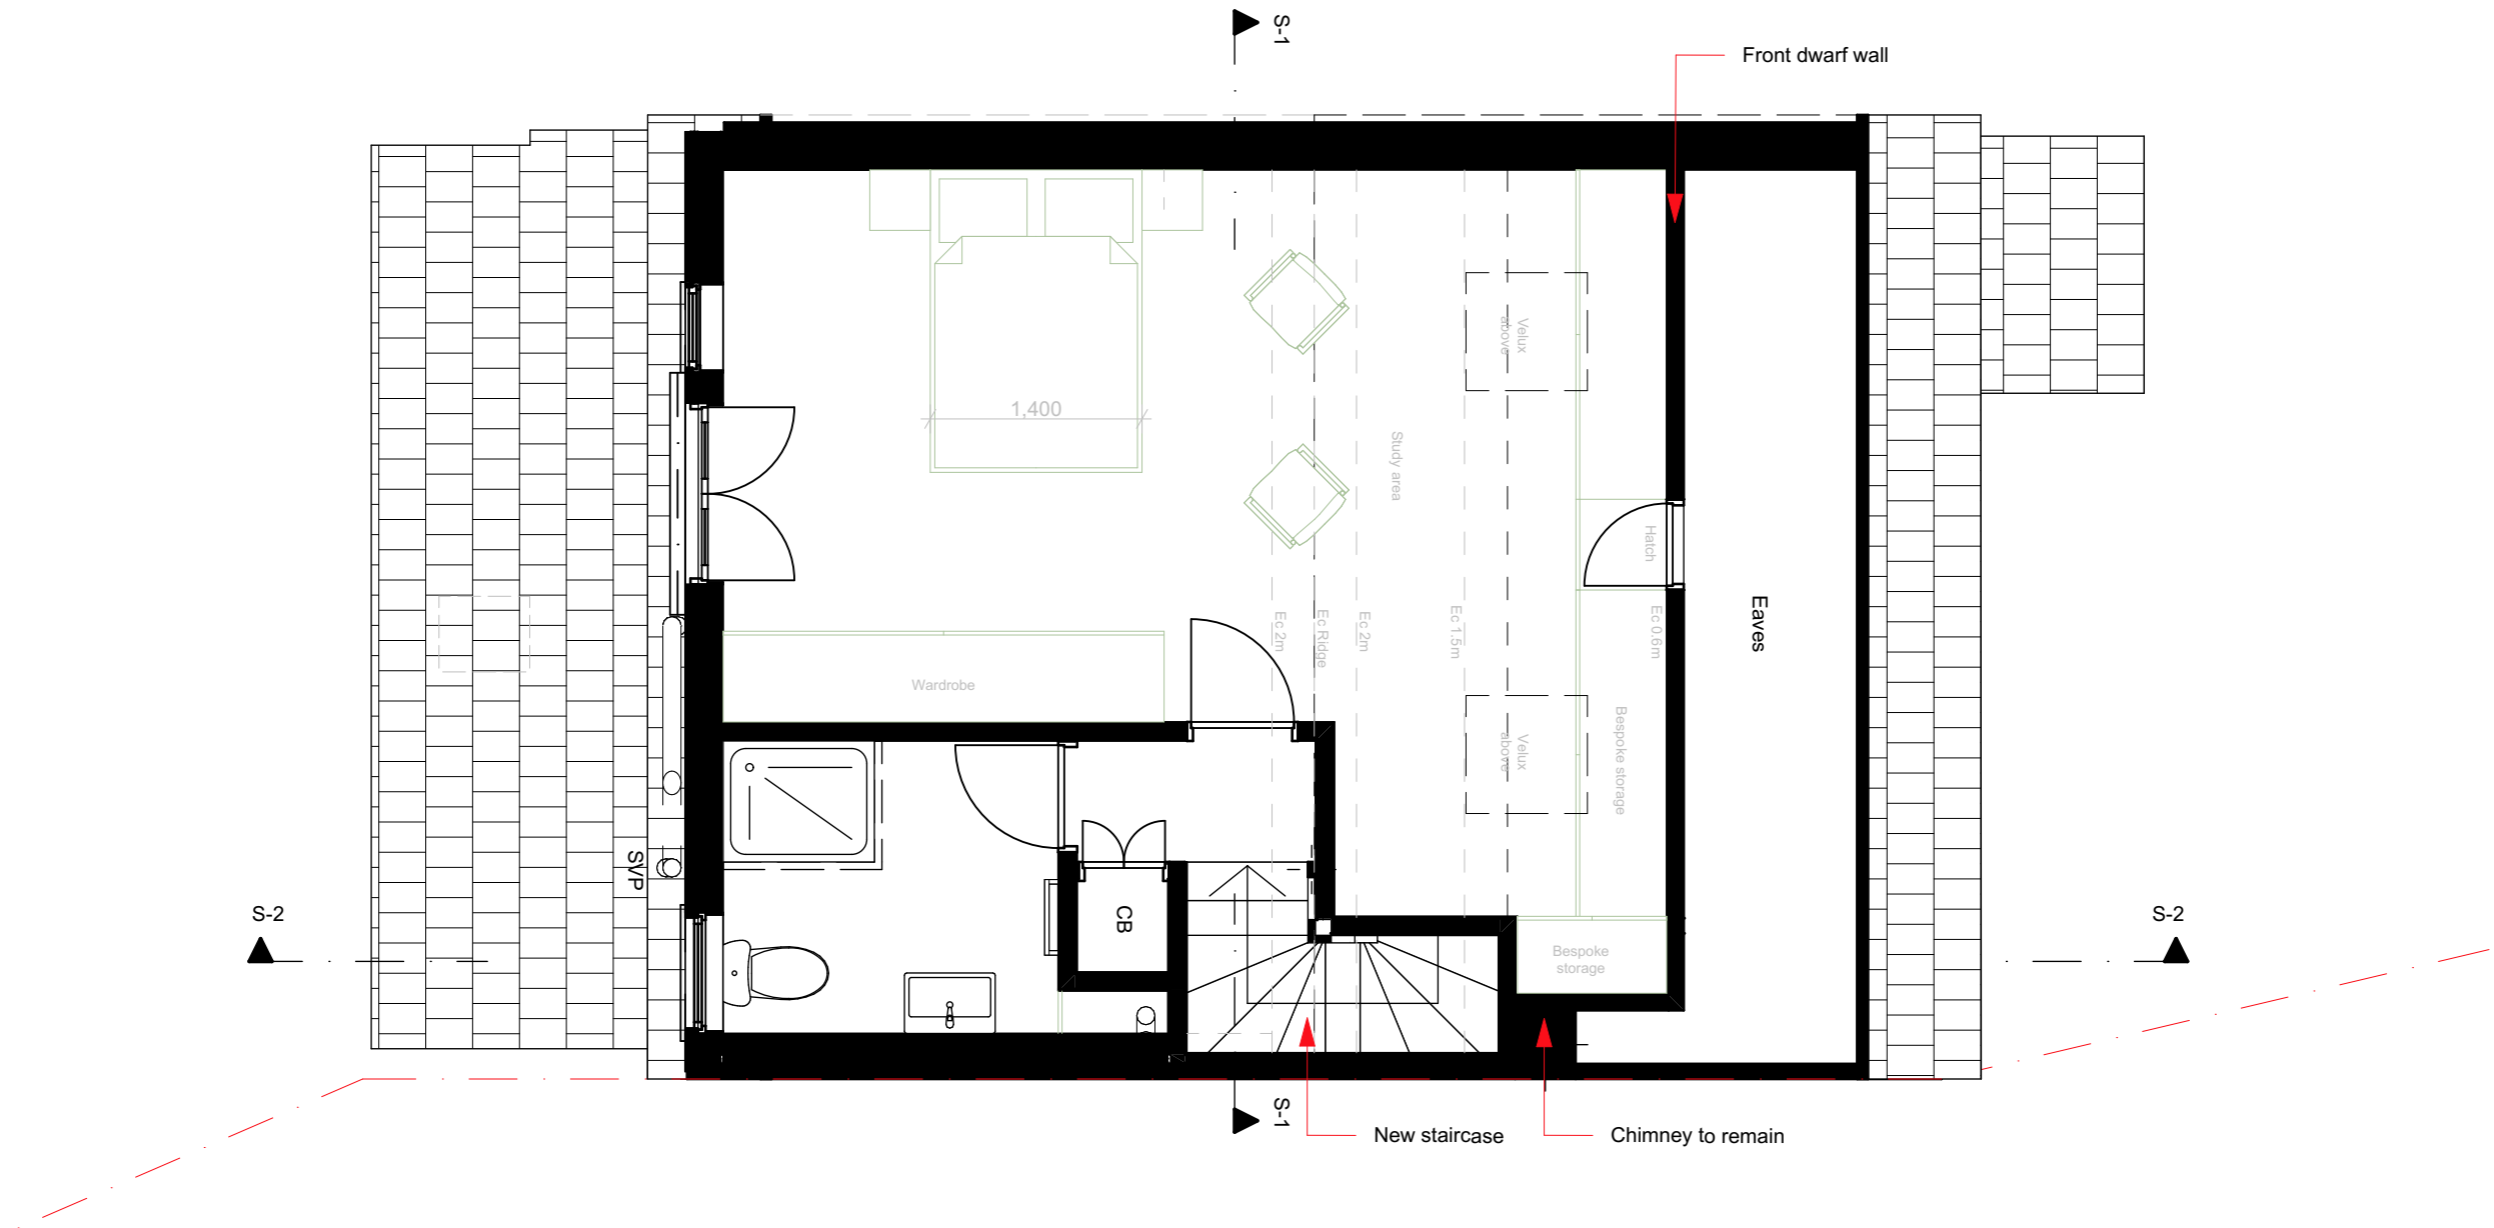 S-1
Front dwarf wall
1,400
Velux
above
Study area
Hatch
Eaves
Ec 2m
Ec Ridge
Ec 2m
Ec 1.5m
Ec 0.6m
Wardrobe
Velux
above
Bespoke storage
SVP
CB
S-2
S-2
Bespoke
storage
S-1
New staircase
Chimney to remain